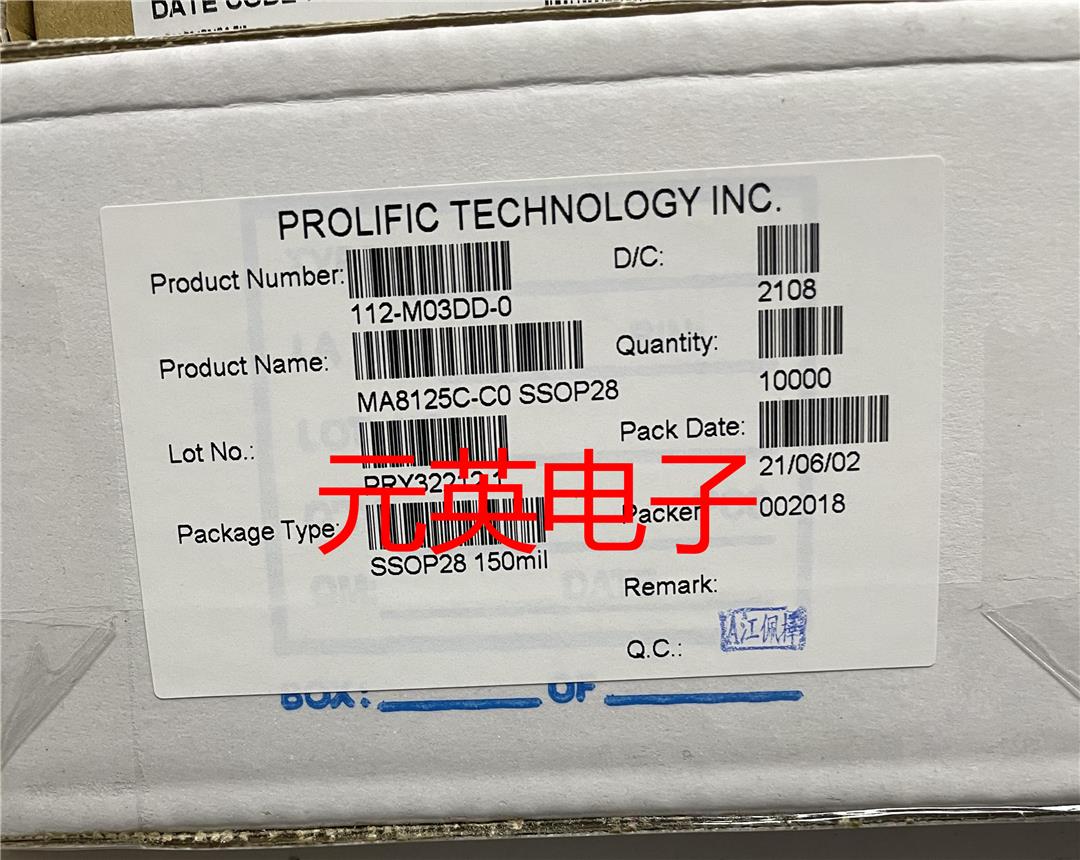 DATE CODE
PROLIFIC TECHNOLOGY INC.
Product Number:
112-M03DD-0
D/C:
2108
Product Name:
MA8125C-C0 SSOP28
Quantity:
10000
Lot No.:
Pack Date:
21/06/02
元英电子
Package Type:
SSOP28 150mil
Packer
002018
Remark:
Q.C.:
BOX: OF